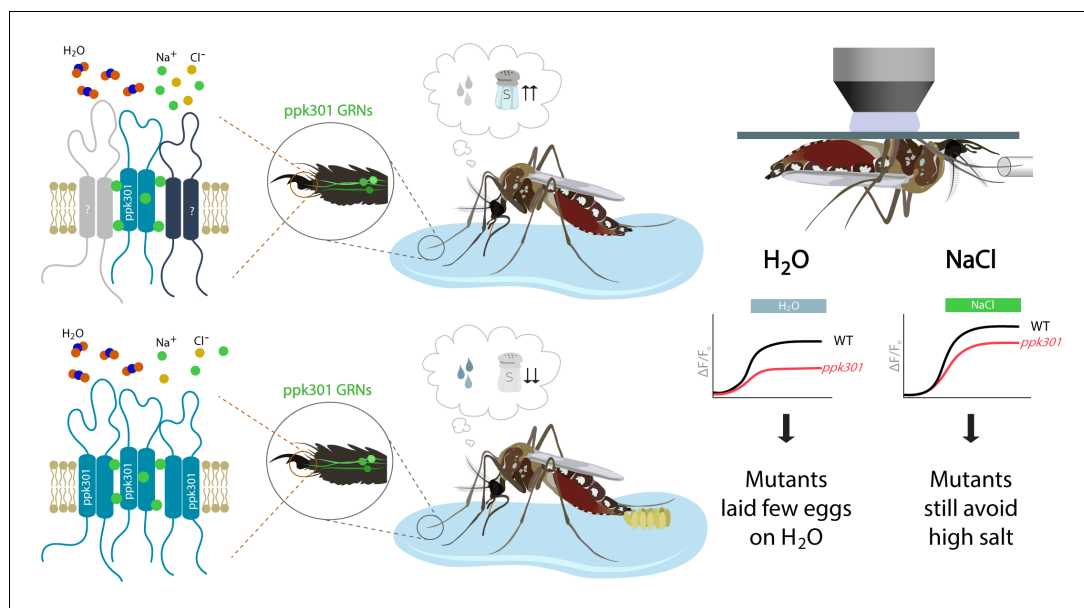 H₂O
Na⁺
Cl⁻
?
ppk301
?
ppk301 GRNs
S
H₂O
Na⁺
Cl⁻
ppk301
ppk301
ppk301
ppk301 GRNs
S
H₂O
NaCl
H₂O
ΔF/F₀
WT
ppk301
NaCl
ΔF/F₀
WT
ppk301
Mutants
laid few eggs
on H₂O
Mutants
still avoid
high salt